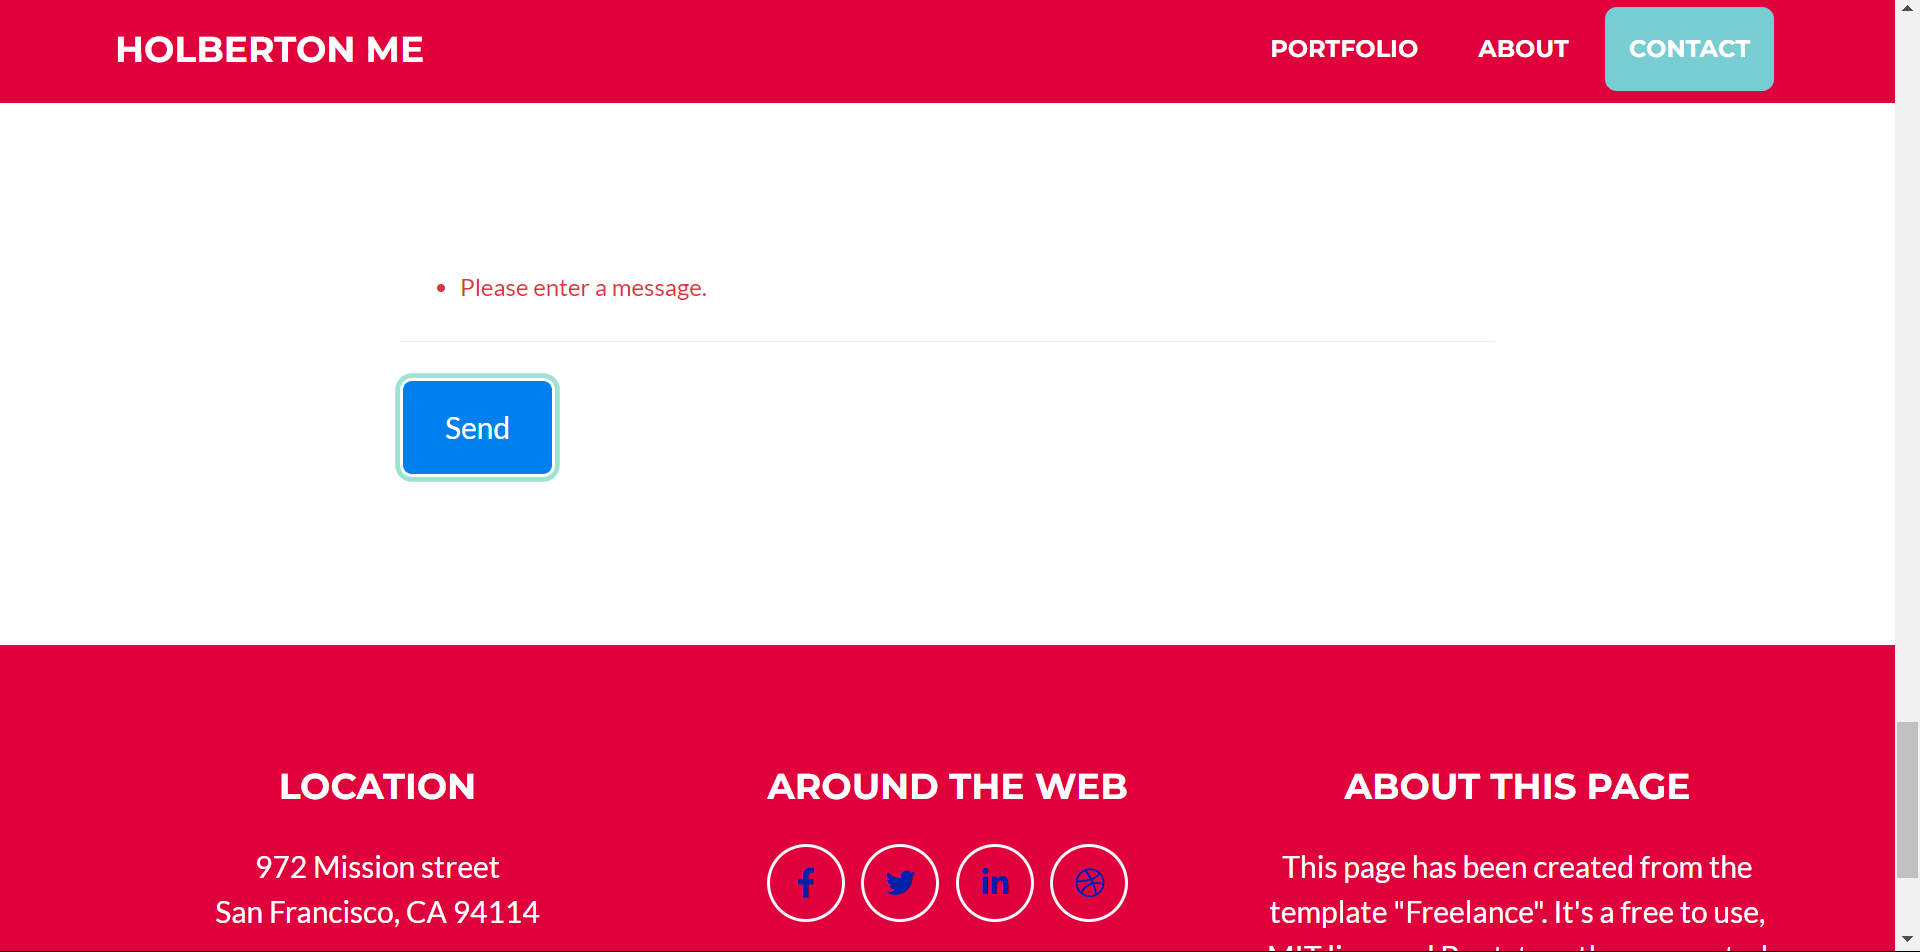 HOLBERTON ME
PORTFOLIO
ABOUT
CONTACT
Please enter a message.
Send
LOCATION
972 Mission street
San Francisco, CA 94114
AROUND THE WEB
ABOUT THIS PAGE
This page has been created from the
template "Freelance". It's a free to use,